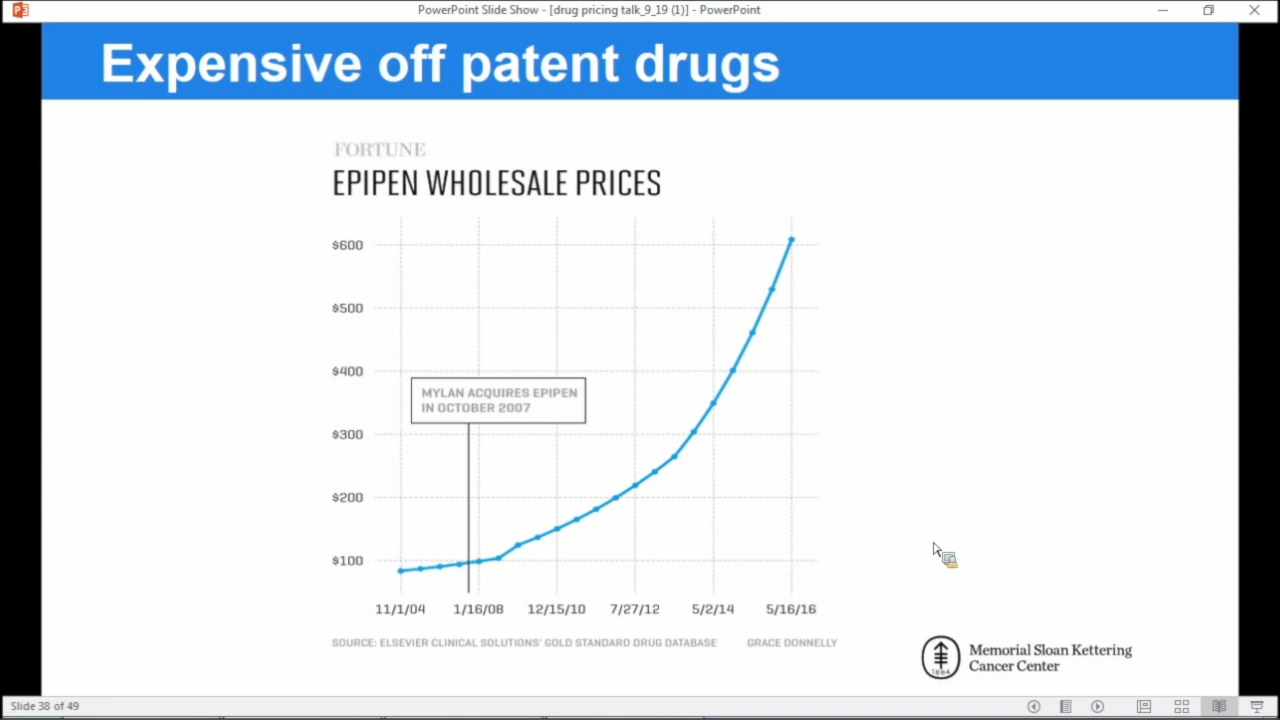 PowerPoint Slide Show - [drug pricing talk_9_19 (1)] - PowerPoint
Expensive off patent drugs
FORTUNE
EPIPEN WHOLESALE PRICES
$600
$500
$400
MYLAN ACQUIRES EPIPEN
IN OCTOBER 2007
$300
$200
$100
11/1/04 1/16/08 12/15/10 7/27/12 5/2/14 5/16/16
SOURCE: ELSEVIER CLINICAL SOLUTIONS' GOLD STANDARD DRUG DATABASE GRACE DONNELLY
1884
Memorial Sloan Kettering
Cancer Center
Slide 38 of 49